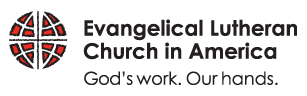 Evangelical Lutheran
Church in America
God's work. Our hands.